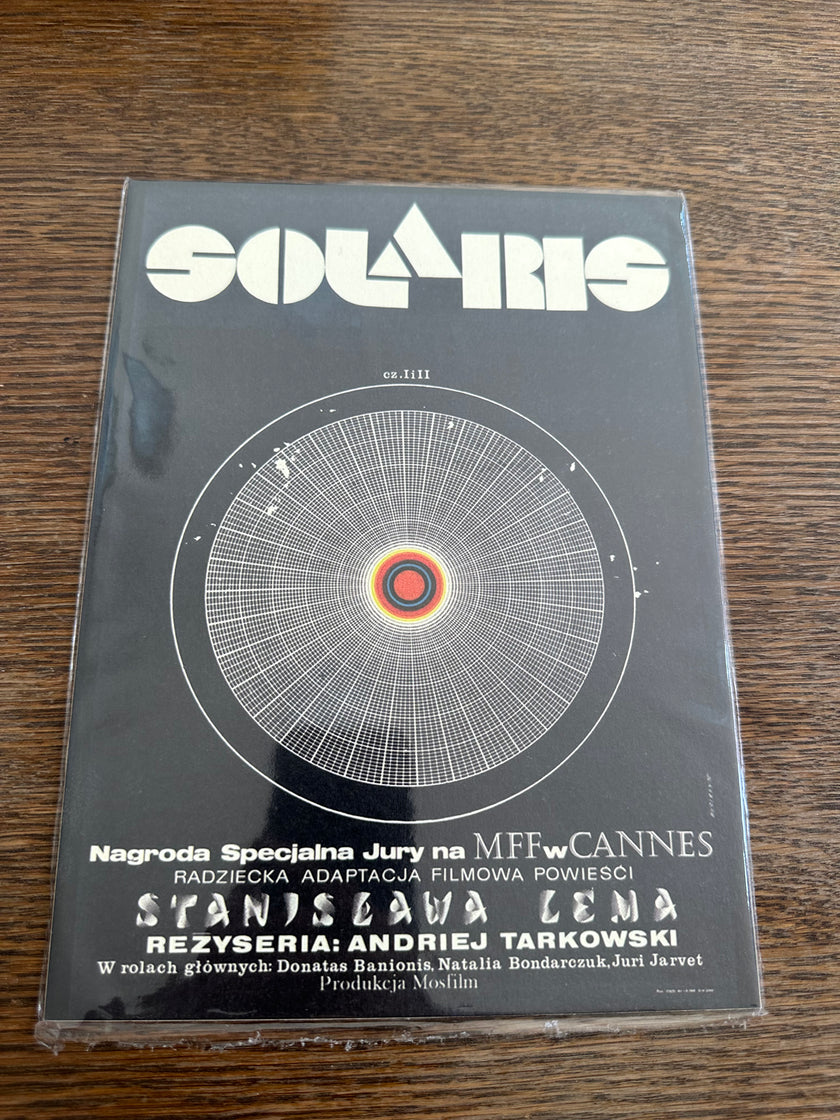 SOLARIS
cz.IiII
Nagroda Specjalna Jury na MFFwCANNES
RADZIECKA ADAPTACJA FILMOWA POWIEŚCI
STANISŁAWA LEMA
REŻYSERIA: ANDRIEJ TARKOWSKI
W rolach głównych: Donatas Banionis, Natalia Bondarczuk, Juri Jarvet
Produkcja Mosfilm